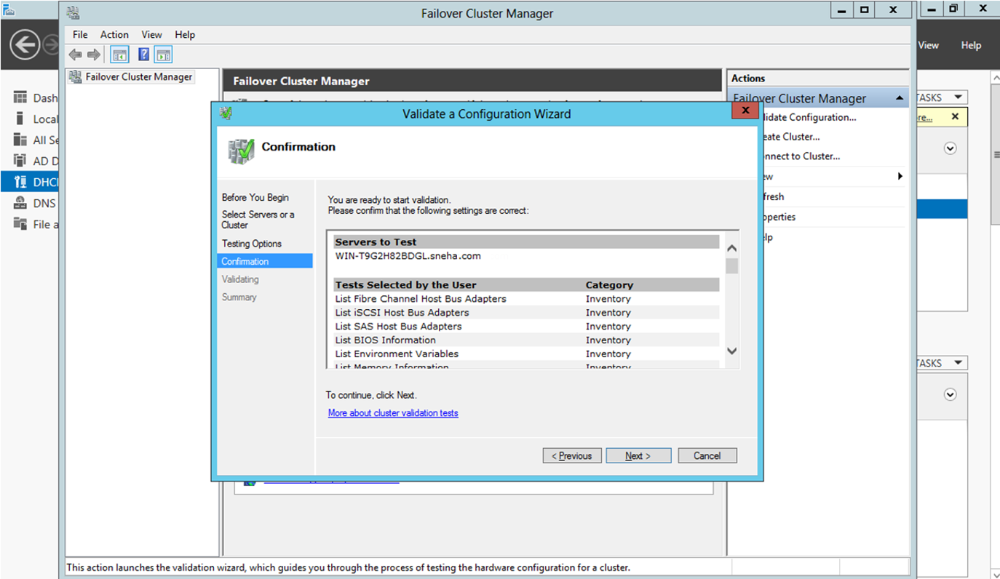 Failover Cluster Manager
File Action View Help
View Help
Failover Cluster Manager
Failover Cluster Manager
Actions
Failover Cluster Manager
Validate a Configuration Wizard
Confirmation
Before You Begin
Select Servers or a
Cluster
Testing Options
Confirmation
Validating
Summary
You are ready to start validation.
Please confirm that the following settings are correct:
Servers to Test
WIN-T9G2H82BDGL.sneha.com
Tests Selected by the User Category
List Fibre Channel Host Bus Adapters Inventory
List iSCSI Host Bus Adapters Inventory
List SAS Host Bus Adapters Inventory
List BIOS Information Inventory
List Environment Variables Inventory
List Memory Information Inventory
To continue, click Next.
More about cluster validation tests
< Previous Next > Cancel
lidate Configuration...
eate Cluster...
nnect to Cluster...
ew
fresh
operties
lp
Dash
Local
All Se
AD D
DHC
DNS
File a
TASKS
re...
TASKS
This action launches the validation wizard, which guides you through the process of testing the hardware configuration for a cluster.